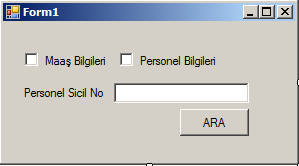 Form1
Maaş Bilgileri Personel Bilgileri
Personel Sicil No
ARA